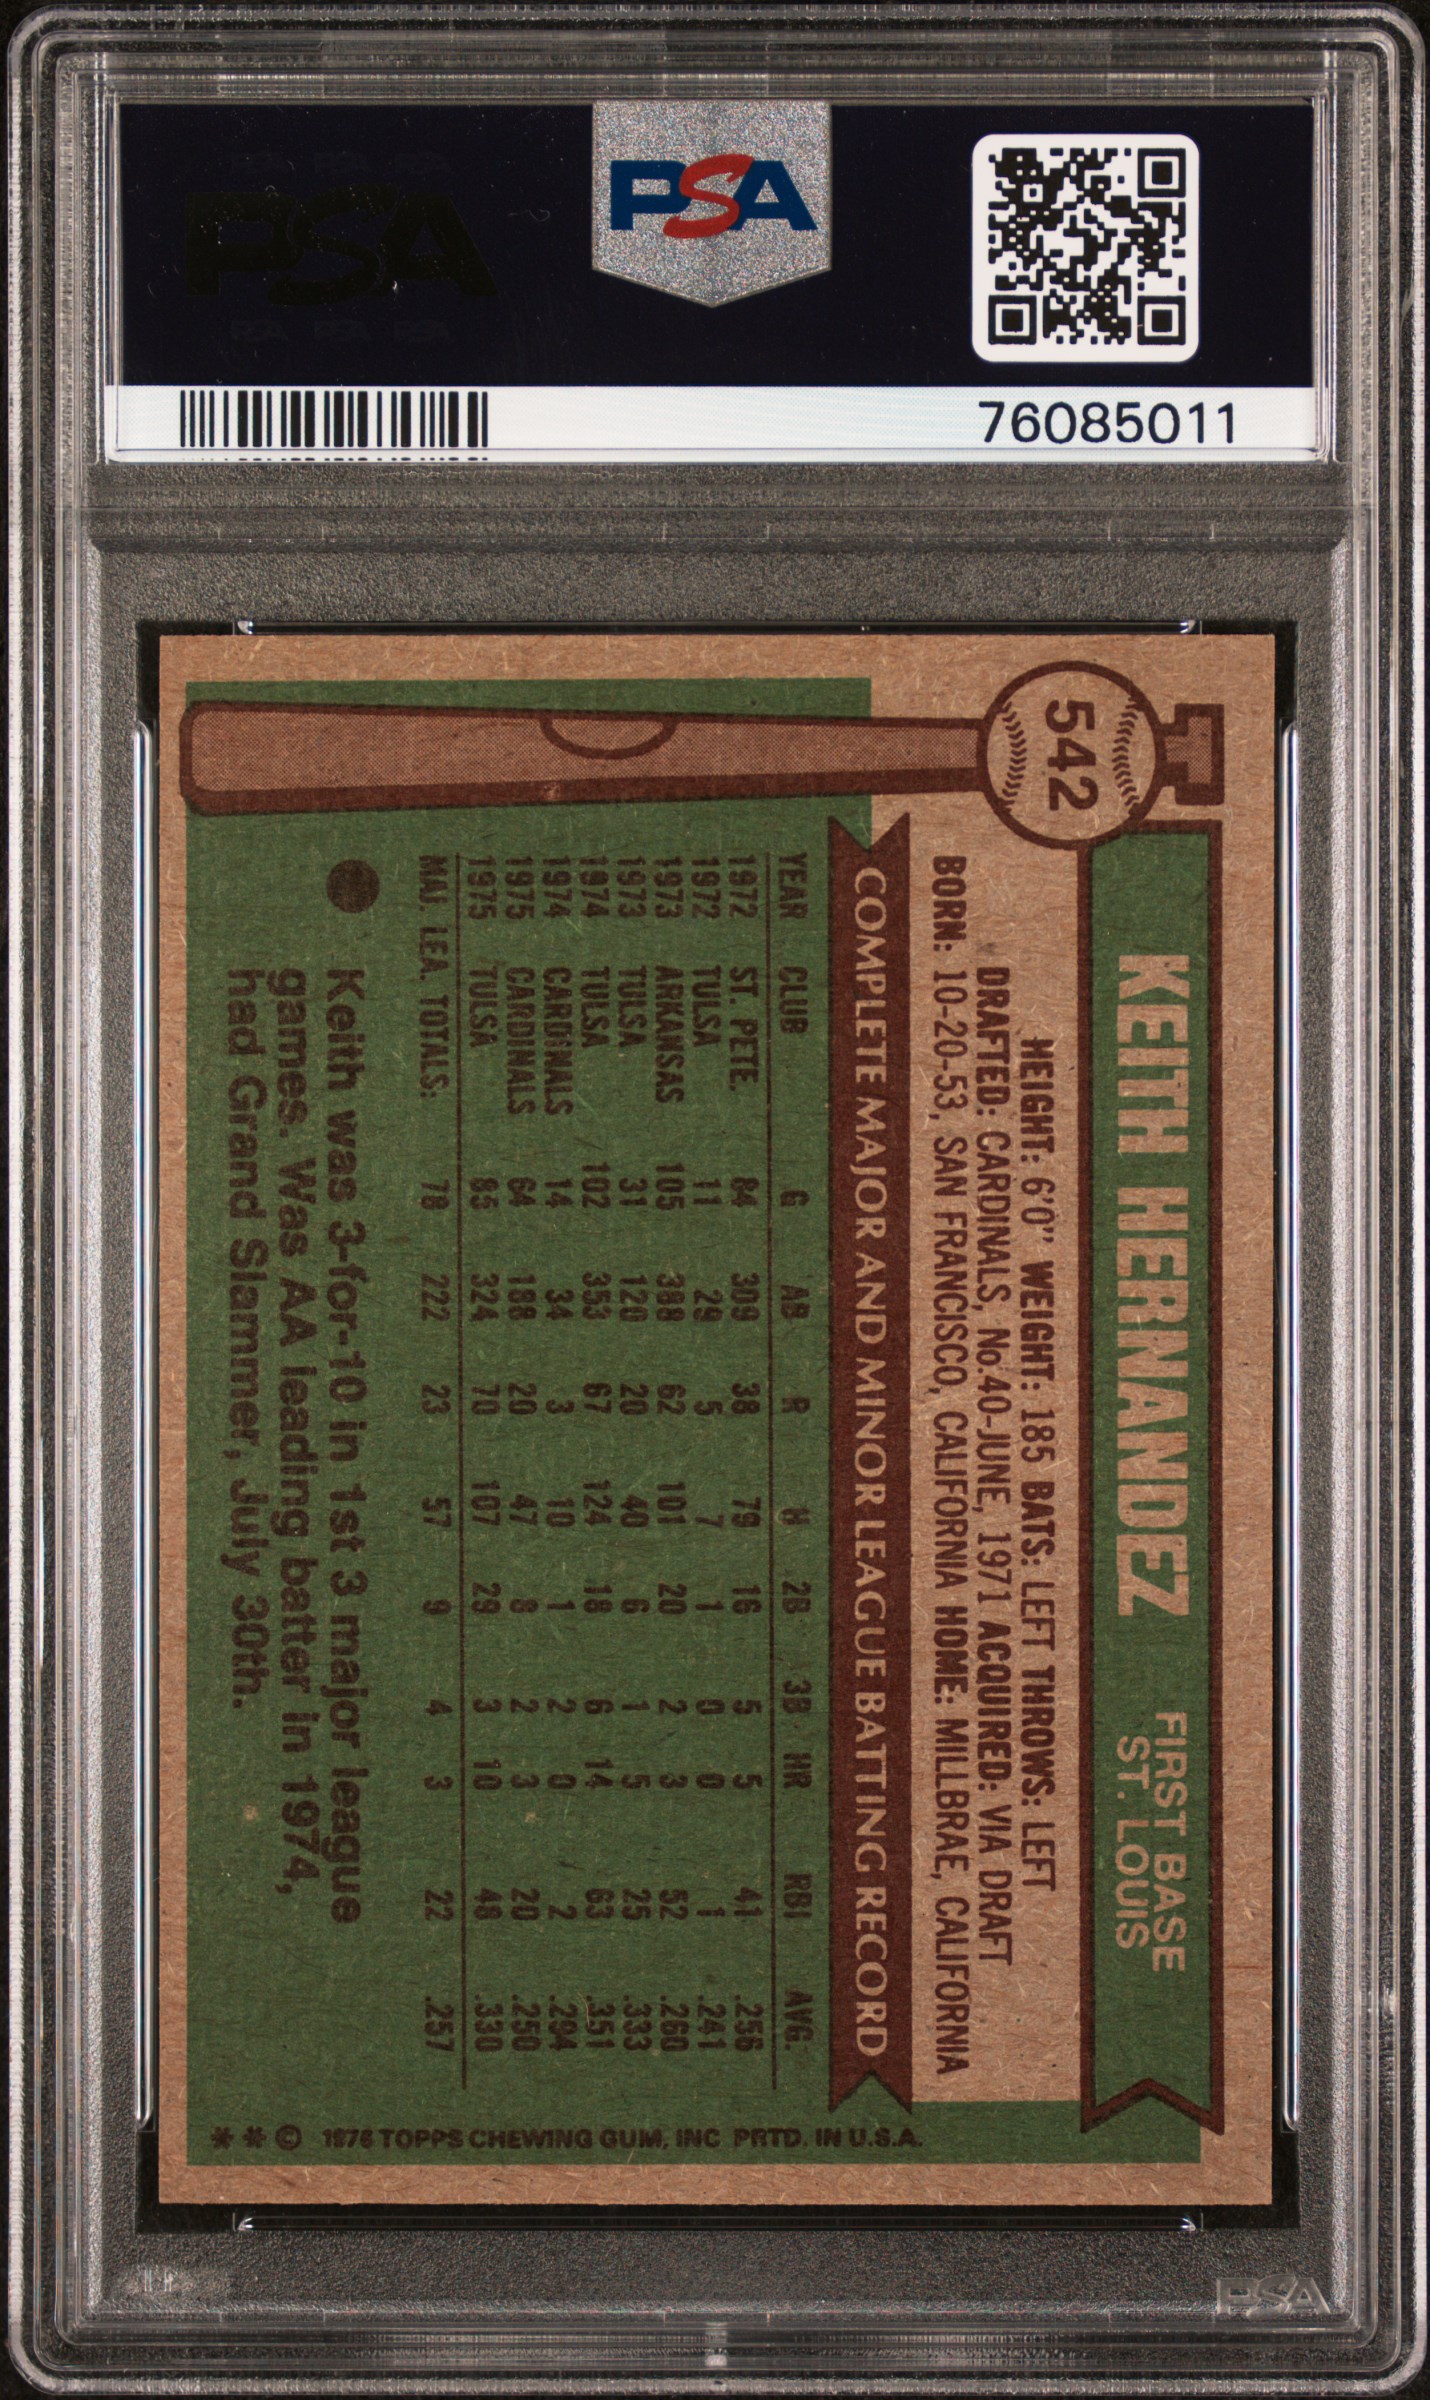 PSA
PSA
76085011
542
KEITH HERNANDEZ
FIRST BASE
ST. LOUIS
HEIGHT: 6'0" WEIGHT: 185 BATS: LEFT THROWS: LEFT
DRAFTED: CARDINALS, No. 40-JUNE, 1971 ACQUIRED: VIA DRAFT
BORN: 10-20-53, SAN FRANCISCO, CALIFORNIA HOME: MILLBRAE, CALIFORNIA
COMPLETE MAJOR AND MINOR LEAGUE BATTING RECORD
YEAR CLUB G AB R H 2B 3B HR RBI AVG.
1972 ST. PETE. 84 309 38 79 16 5 5 41 .256
1972 TULSA 11 29 5 7 1 0 0 1 .241
1973 ARKANSAS 105 388 62 101 20 2 3 52 .260
1973 TULSA 31 120 20 40 6 1 5 25 .333
1974 TULSA 102 353 67 124 18 6 14 63 .351
1974 CARDINALS 14 34 3 10 1 2 0 2 .294
1975 CARDINALS 64 188 20 47 8 2 3 20 .250
1975 TULSA 85 324 70 107 29 3 10 48 .330
MAJ. LEA. TOTALS: 78 222 23 57 9 4 3 22 .257
Keith was 3-for-10 in 1st 3 major league
games. Was AA leading batter in 1974,
had Grand Slammer, July 30th.
* * © 1976 TOPPS CHEWING GUM, INC PRTD. IN U.S.A.
PSA